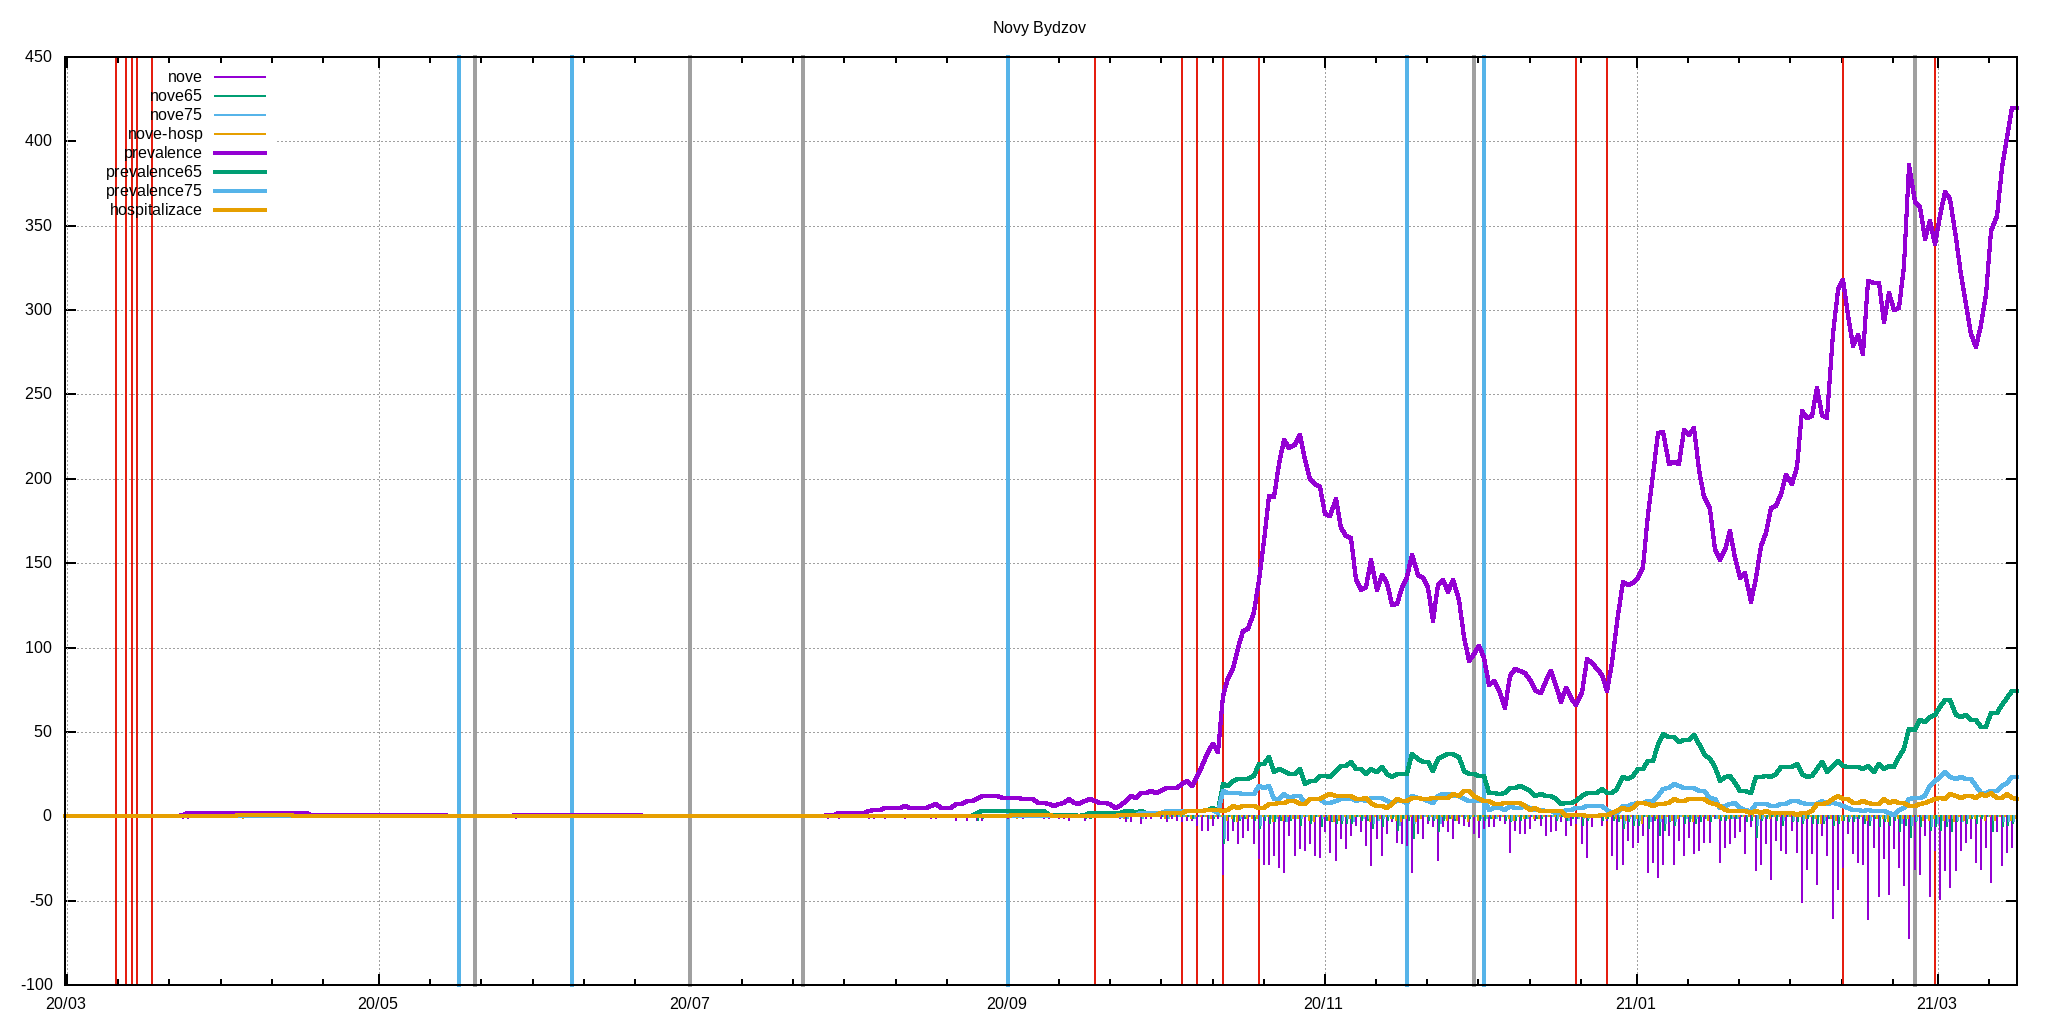 Novy Bydzov
450
400
350
300
250
200
150
100
50
0
-50
-100
nove
nove65
nove75
nove-hosp
prevalence
prevalence65
prevalence75
hospitalizace
20/03
20/05
20/07
20/09
20/11
21/01
21/03